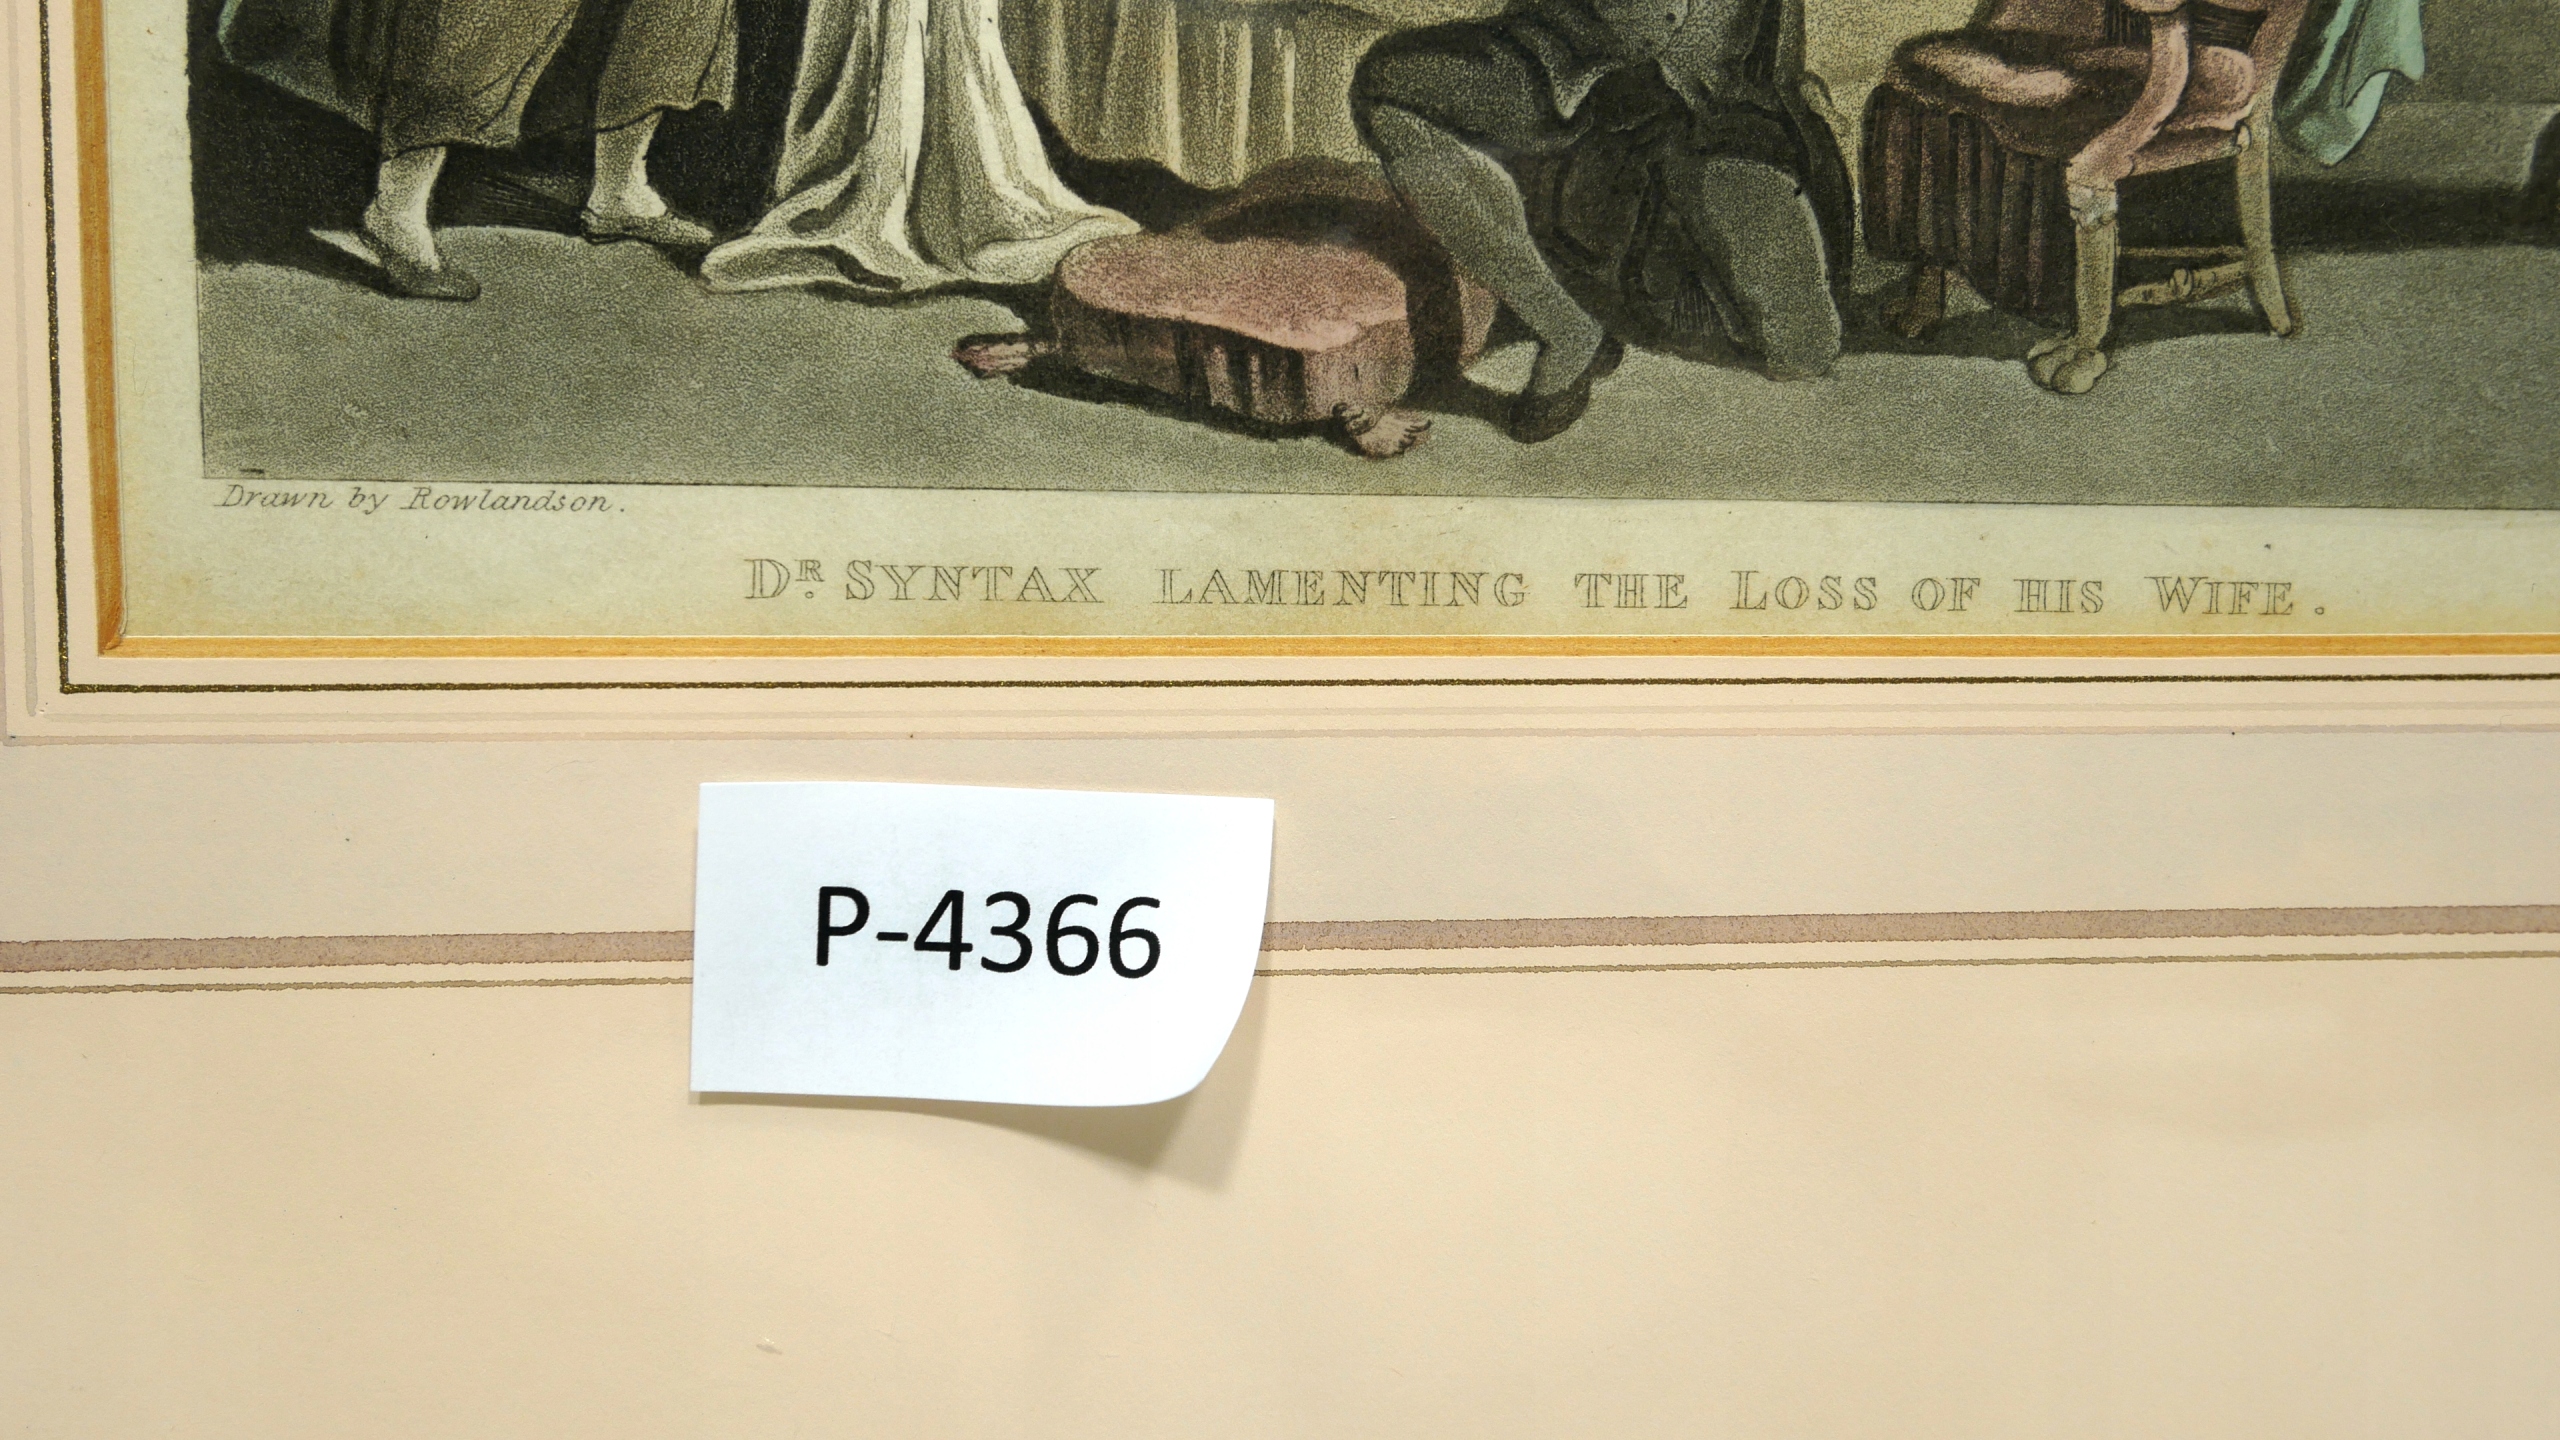 Drawn by Rowlandson.
DR. SYNTAX LAMENTING THE LOSS OF HIS WIFE.
P-4366